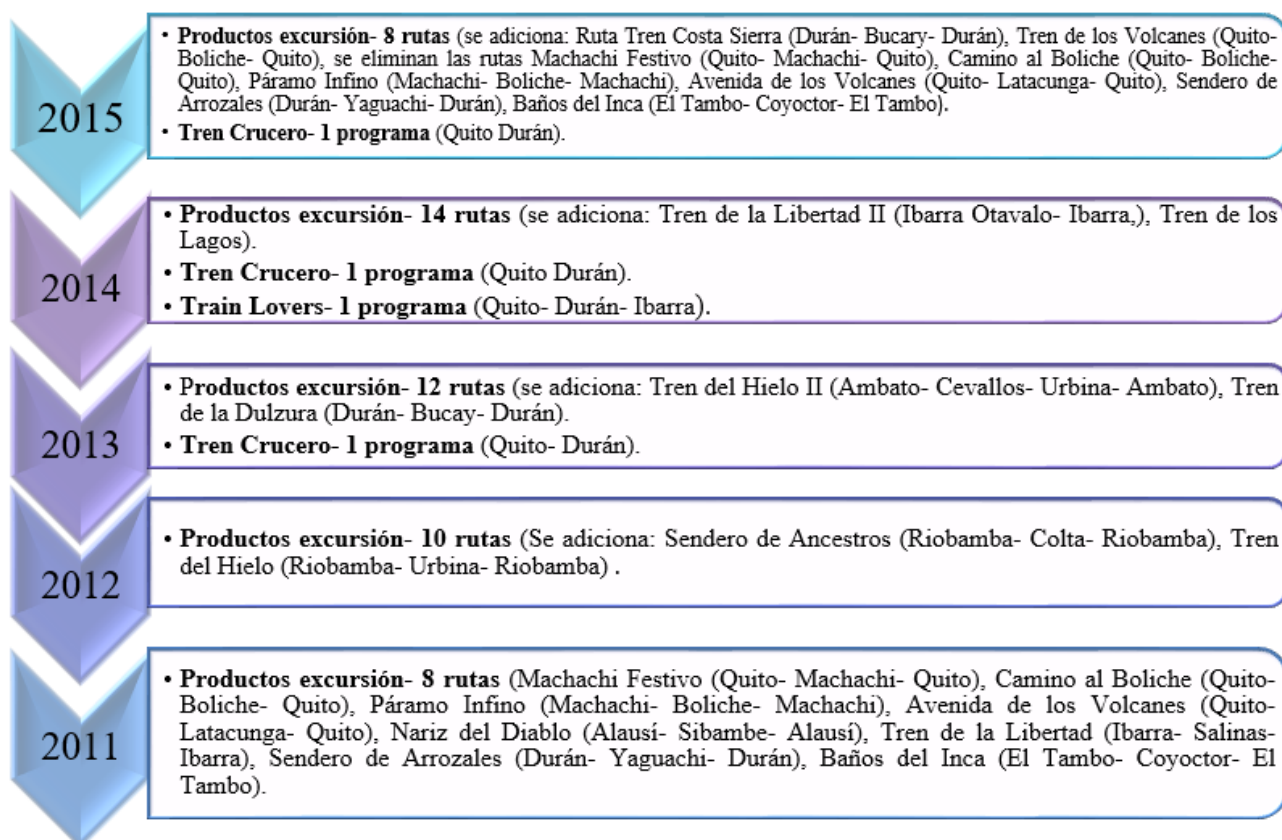 2015
• Productos excursión- 8 rutas (se adiciona: Ruta Tren Costa Sierra (Durán- Bucary- Durán), Tren de los Volcanes (Quito-
Boliche- Quito), se eliminan las rutas Machachi Festivo (Quito- Machachi- Quito), Camino al Boliche (Quito- Boliche-
Quito), Páramo Infino (Machachi- Boliche- Machachi), Avenida de los Volcanes (Quito- Latacunga- Quito), Sendero de
Arrozales (Durán- Yaguachi- Durán), Baños del Inca (El Tambo- Coyoctor- El Tambo).
• Tren Crucero- 1 programa (Quito Durán).
2014
• Productos excursión- 14 rutas (se adiciona: Tren de la Libertad II (Ibarra Otavalo- Ibarra,), Tren de los
Lagos).
• Tren Crucero- 1 programa (Quito Durán).
• Train Lovers- 1 programa (Quito- Durán- Ibarra).
2013
• Productos excursión- 12 rutas (se adiciona: Tren del Hielo II (Ambato- Cevallos- Urbina- Ambato), Tren
de la Dulzura (Durán- Bucay- Durán).
• Tren Crucero- 1 programa (Quito- Durán).
2012
• Productos excursión- 10 rutas (Se adiciona: Sendero de Ancestros (Riobamba- Colta- Riobamba), Tren
del Hielo (Riobamba- Urbina- Riobamba) .
2011
• Productos excursión- 8 rutas (Machachi Festivo (Quito- Machachi- Quito), Camino al Boliche (Quito-
Boliche- Quito), Páramo Infino (Machachi- Boliche- Machachi), Avenida de los Volcanes (Quito-
Latacunga- Quito), Nariz del Diablo (Alausí- Sibambe- Alausí), Tren de la Libertad (Ibarra- Salinas-
Ibarra), Sendero de Arrozales (Durán- Yaguachi- Durán), Baños del Inca (El Tambo- Coyoctor- El
Tambo).